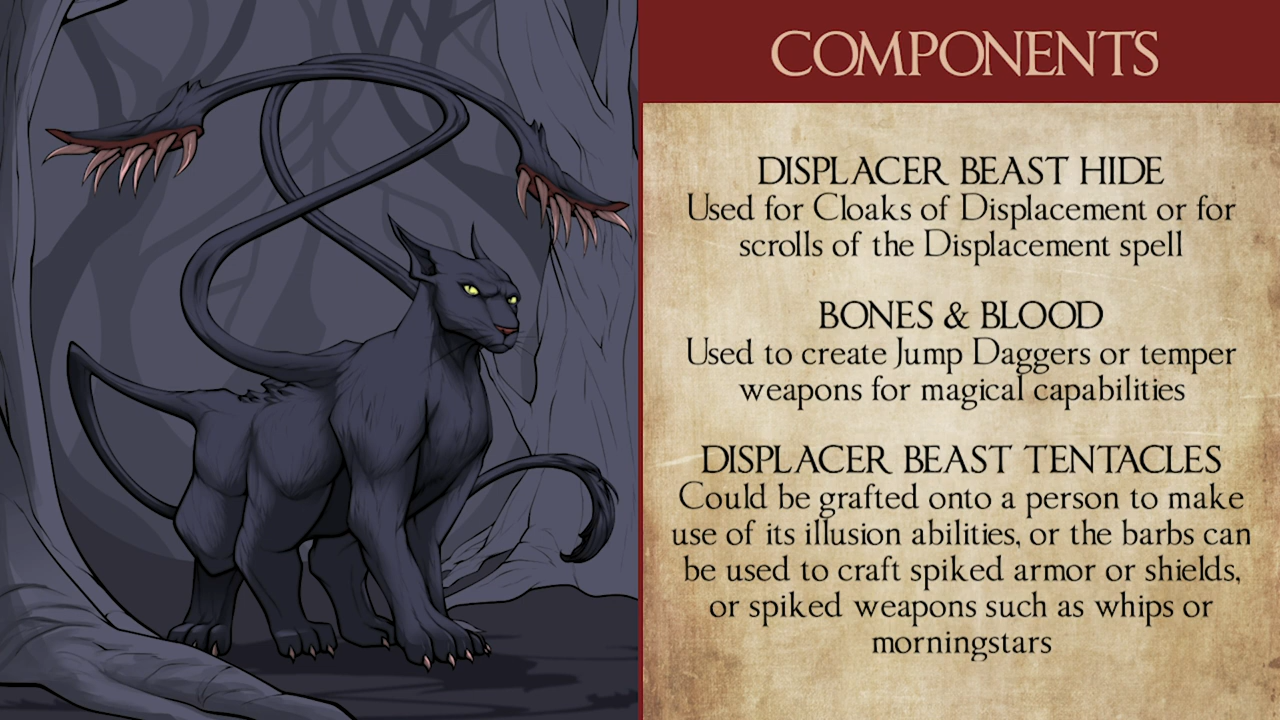 COMPONENTS
DISPLACER BEAST HIDE
Used for Cloaks of Displacement or for
scrolls of the Displacement spell
BONES & BLOOD
Used to create Jump Daggers or temper
weapons for magical capabilities
DISPLACER BEAST TENTACLES
Could be grafted onto a person to make
use of its illusion abilities, or the barbs can
be used to craft spiked armor or shields,
or spiked weapons such as whips or
morningstars